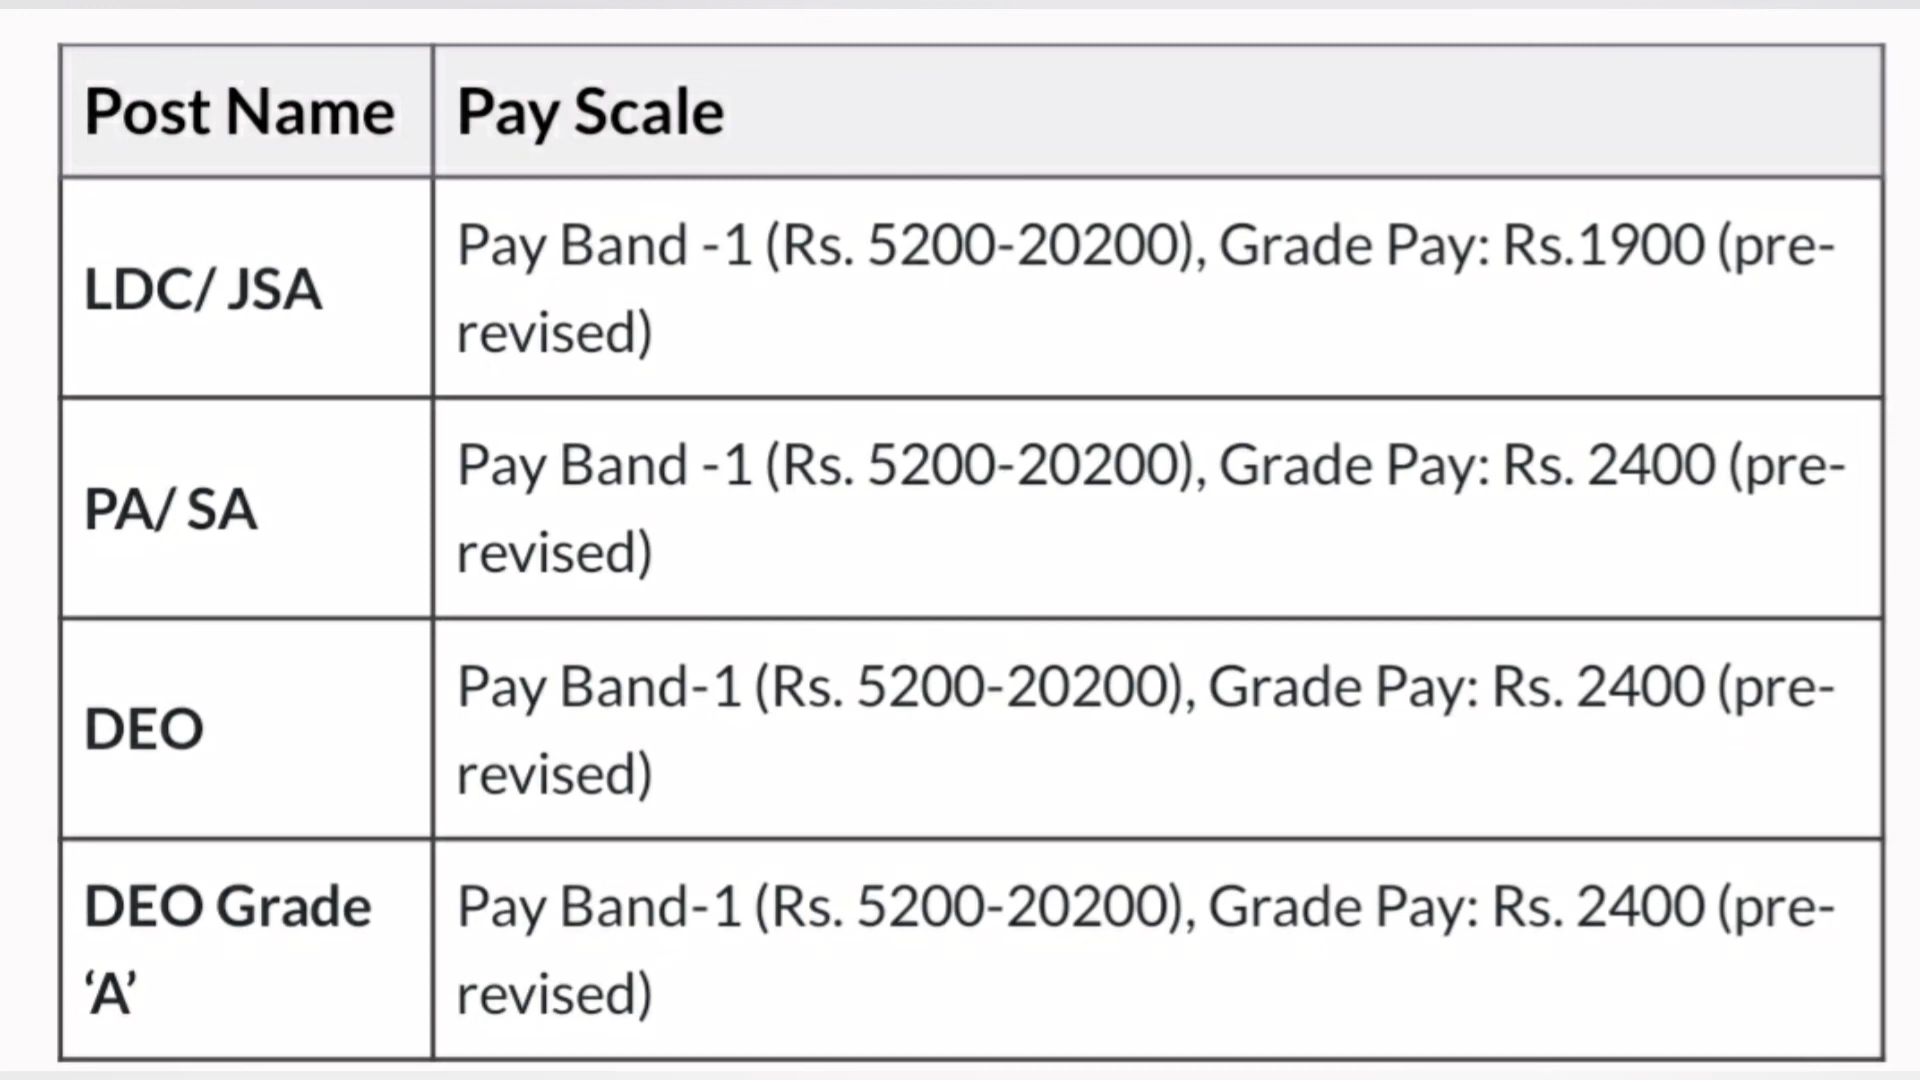 Post Name
Pay Scale
LDC/ JSA
Pay Band -1 (Rs. 5200-20200), Grade Pay: Rs.1900 (pre-
revised)
PA/ SA
Pay Band -1 (Rs. 5200-20200), Grade Pay: Rs. 2400 (pre-
revised)
DEO
Pay Band-1 (Rs. 5200-20200), Grade Pay: Rs. 2400 (pre-
revised)
DEO Grade
‘A’
Pay Band-1 (Rs. 5200-20200), Grade Pay: Rs. 2400 (pre-
revised)